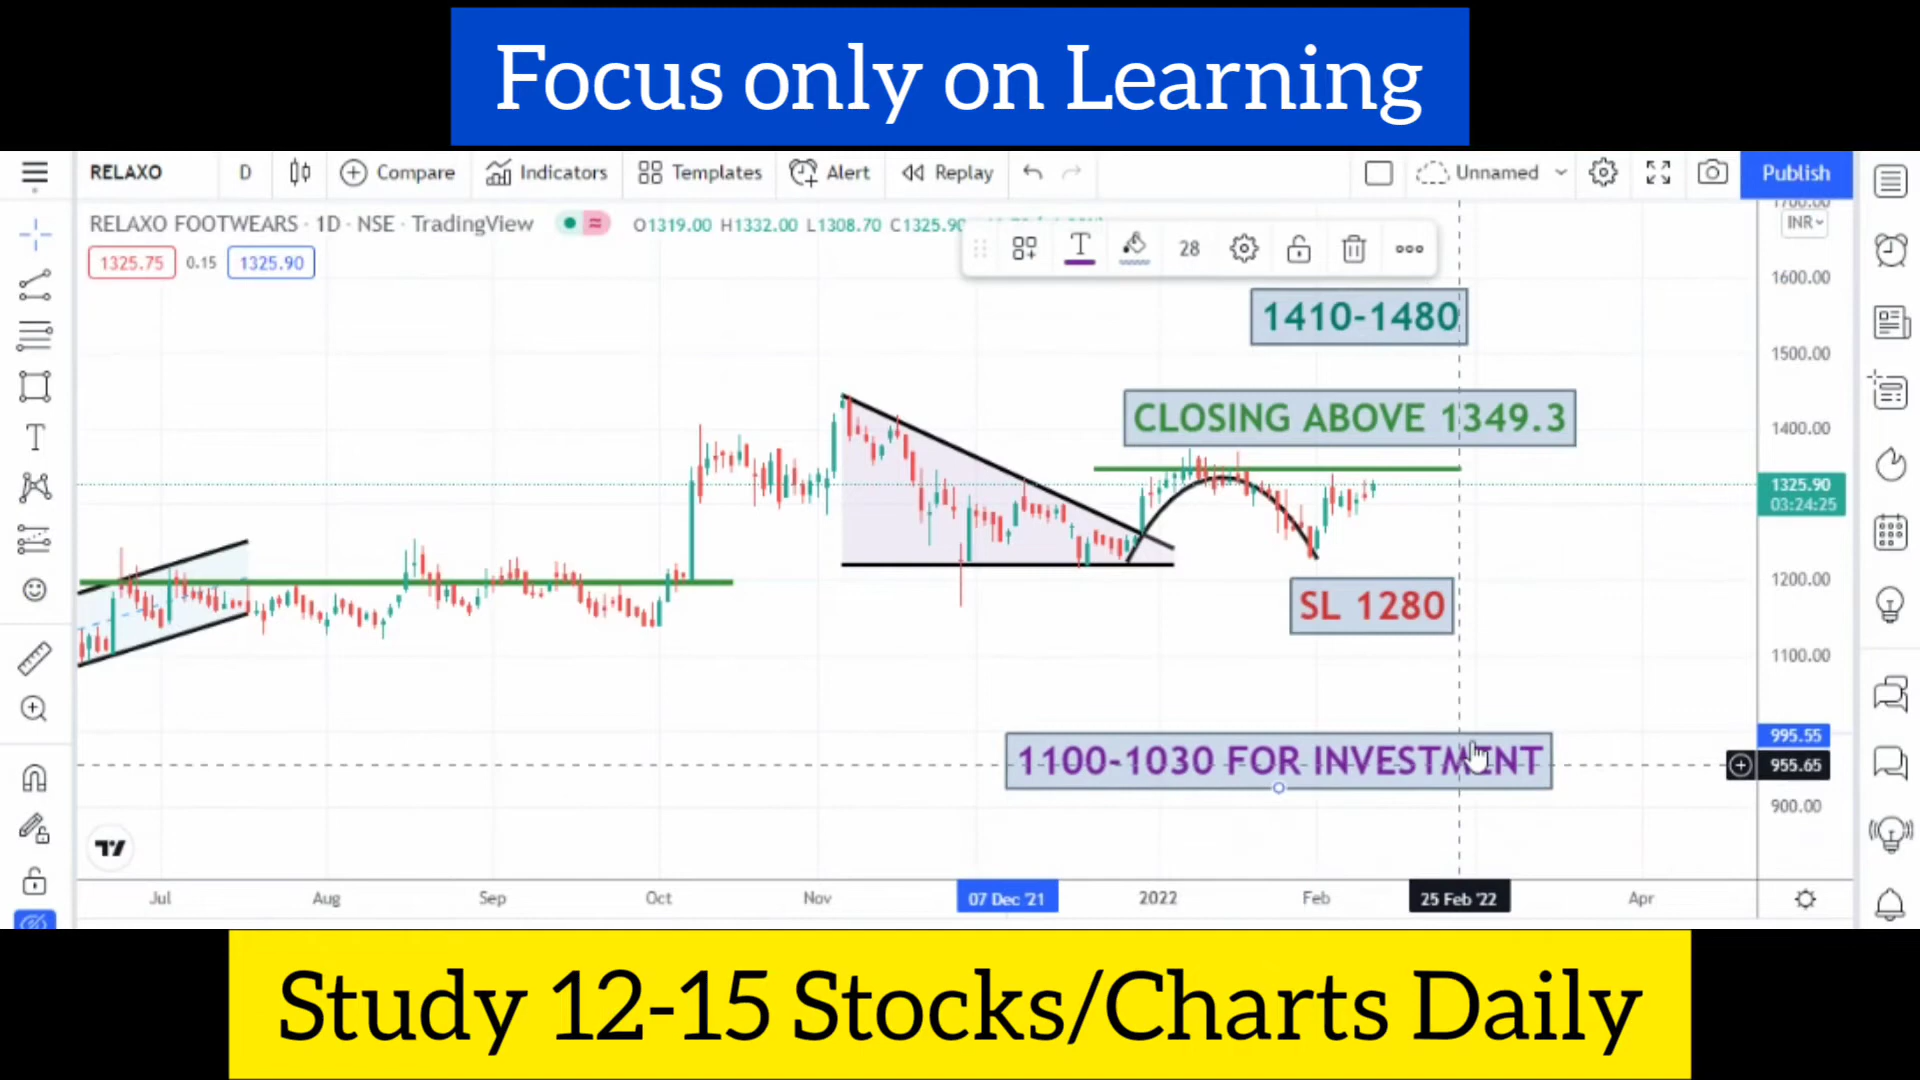 Focus only on Learning
RELAXO D Compare Indicators Templates Alert Replay Unnamed Publish
RELAXO FOOTWEARS · 1D · NSE · TradingView O1319.00 H1332.00 L1308.70 C1325.90
INR
1325.75 0.15 1325.90
28
1600.00
1410-1480
1500.00
CLOSING ABOVE 1349.3
1400.00
1325.90
03:24:25
1200.00
SL 1280
1100.00
995.55
1100-1030 FOR INVESTMENT
955.65
900.00
Jul Aug Sep Oct Nov 07 Dec '21 2022 Feb 25 Feb '22 Apr
Study 12-15 Stocks/Charts Daily